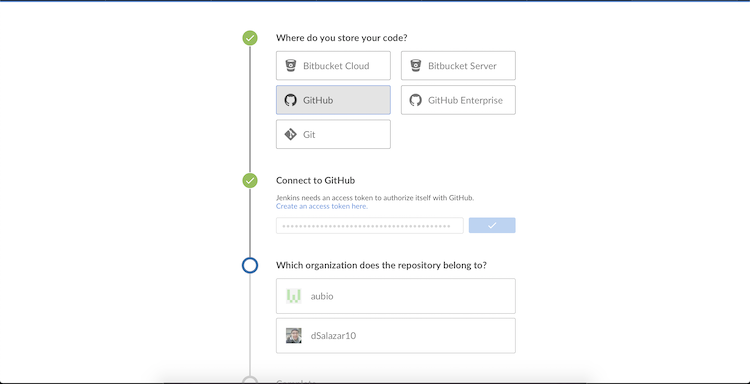 Where do you store your code?
Bitbucket Cloud
Bitbucket Server
GitHub
GitHub Enterprise
Git
Connect to GitHub
Jenkins needs an access token to authorize itself with GitHub.
Create an access token here.
Which organization does the repository belong to?
aubio
dSalazar10
Complete